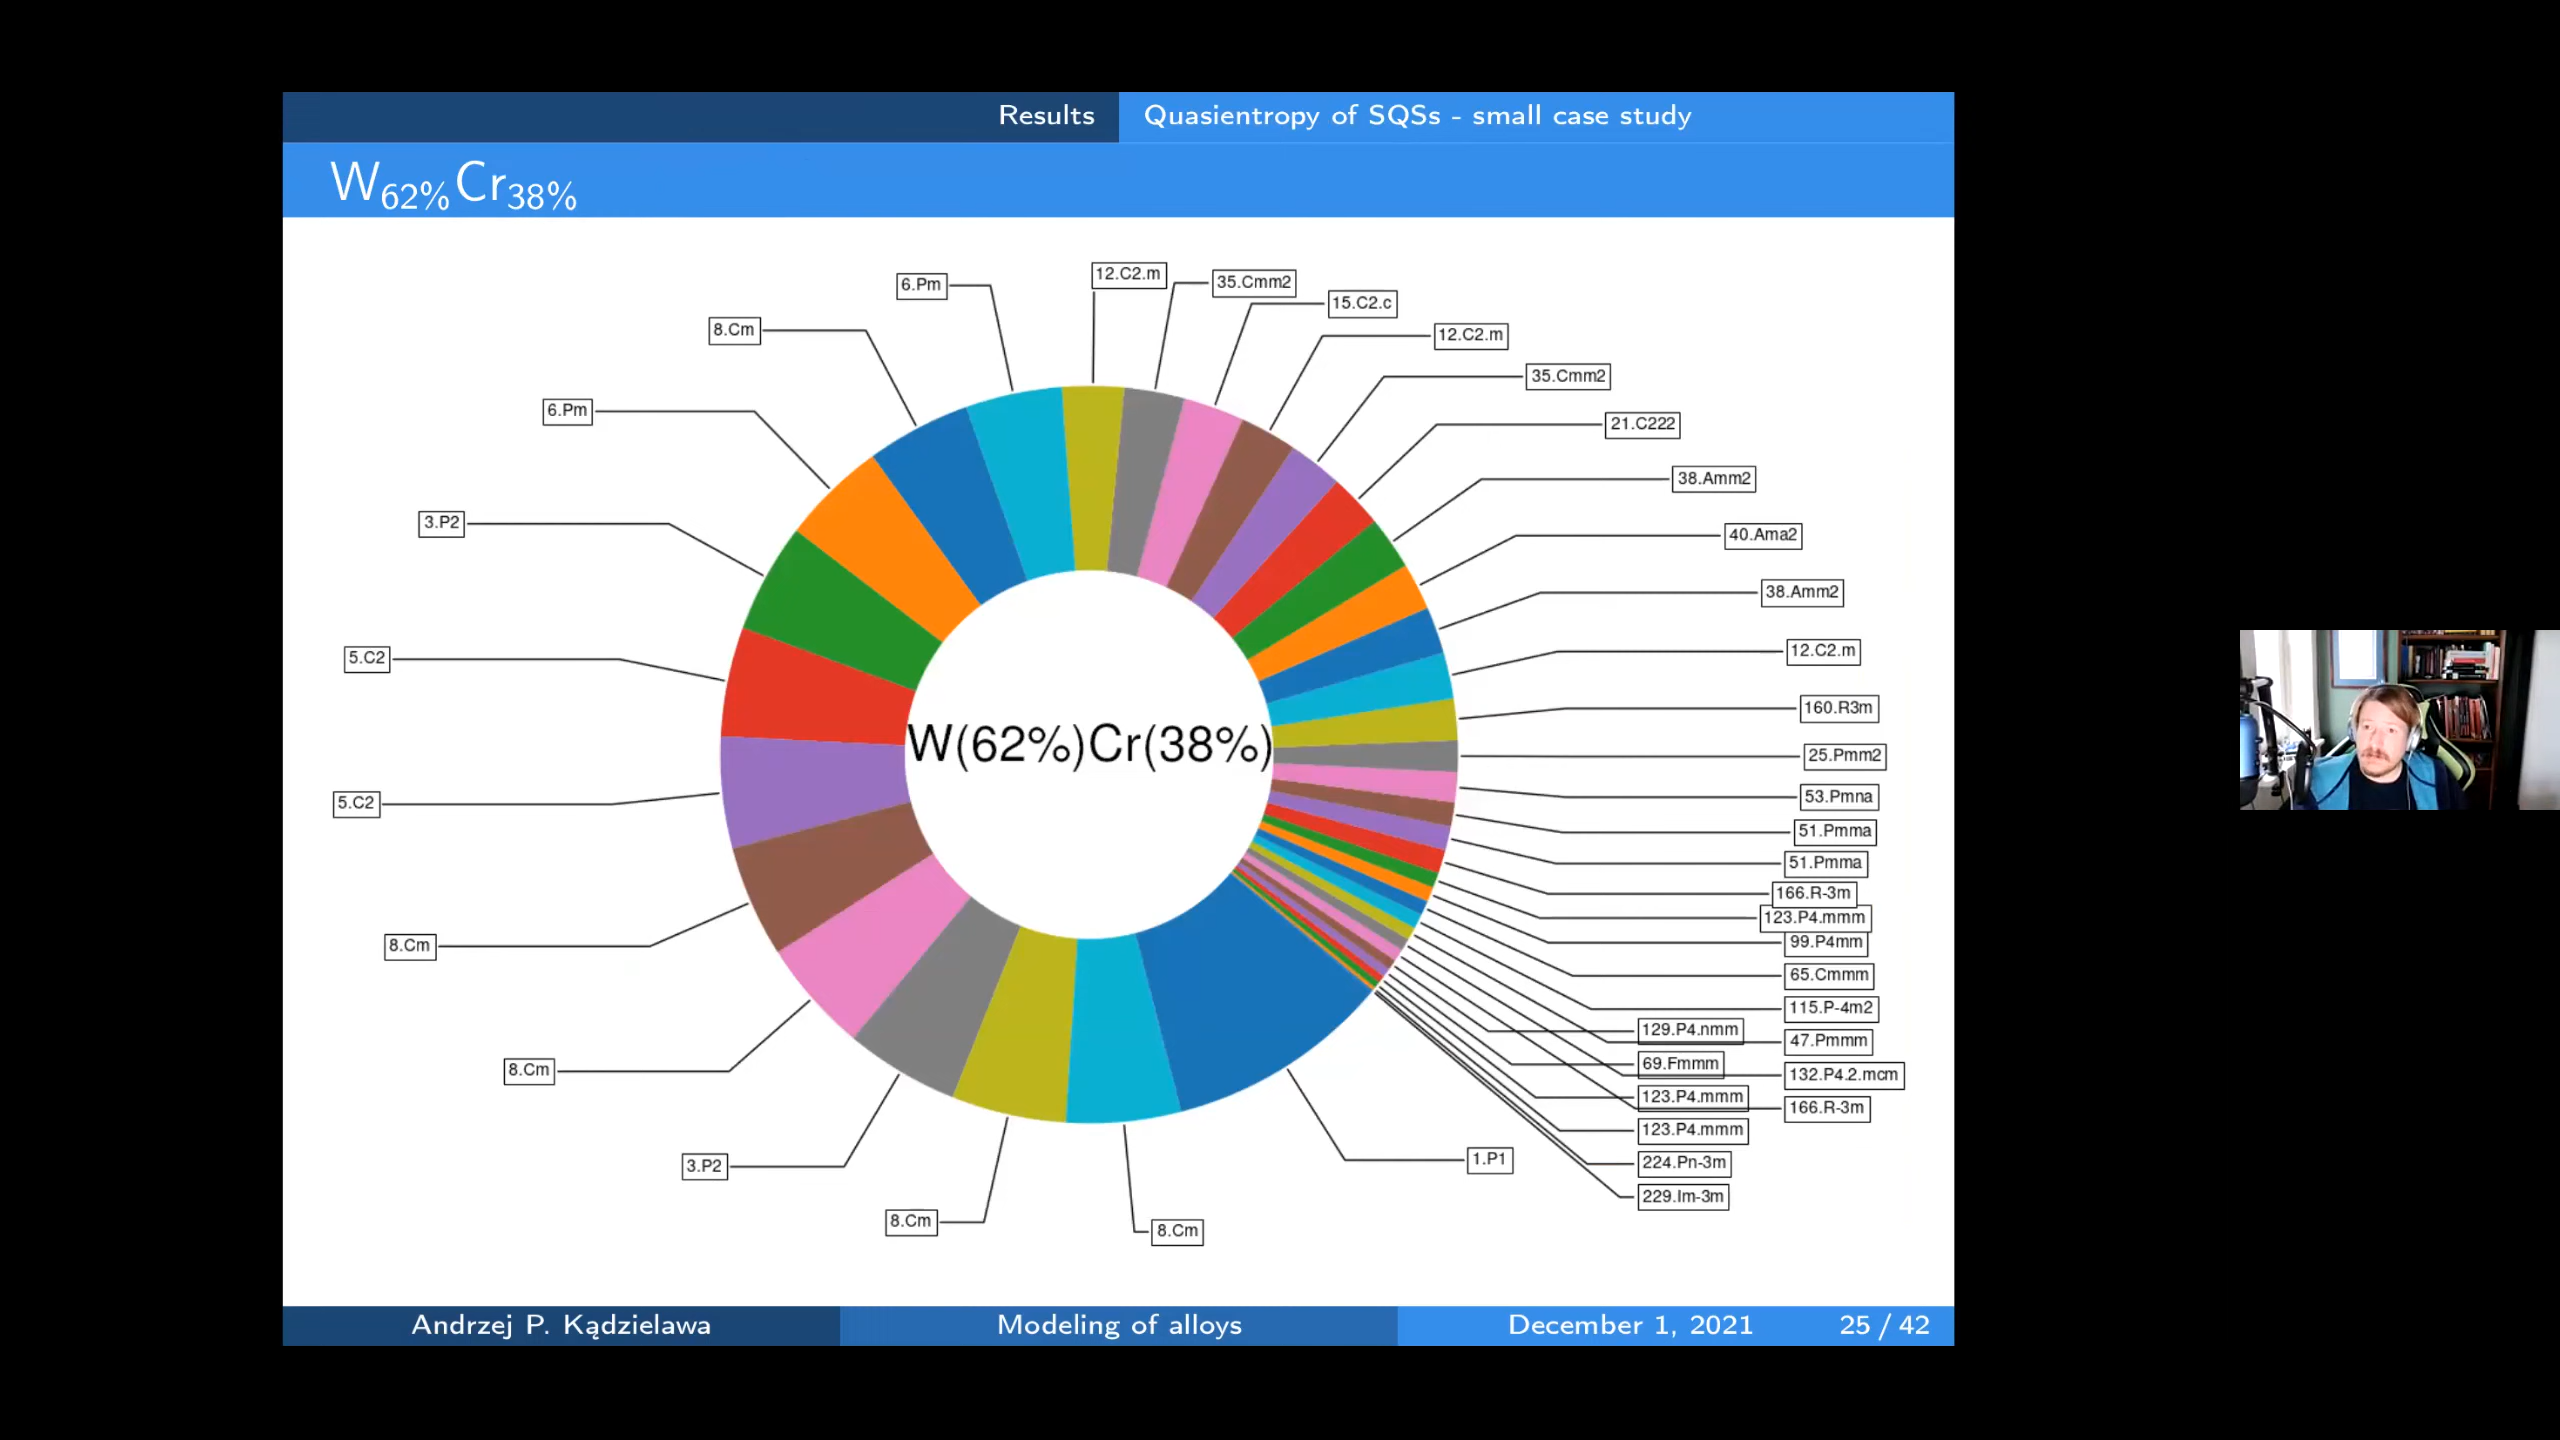 Results
Quasientropy of SQSs - small case study
W62%Cr38%
12.C2.m
35.Cmm2
15.C2.c
12.C2.m
35.Cmm2
21.C222
38.Amm2
40.Ama2
38.Amm2
12.C2.m
160.R3m
25.Pmm2
53.Pmna
51.Pmma
51.Pmma
166.R-3m
123.P4.mmm
99.P4mm
65.Cmmm
115.P-4m2
47.Pmmm
132.P4.2.mcm
166.R-3m
129.P4.nmm
69.Fmmm
123.P4.mmm
123.P4.mmm
224.Pn-3m
229.Im-3m
1.P1
8.Cm
8.Cm
3.P2
8.Cm
8.Cm
5.C2
5.C2
3.P2
6.Pm
8.Cm
6.Pm
W(62%)Cr(38%)
Andrzej P. Kądzielawa
Modeling of alloys
December 1, 2021
25 / 42